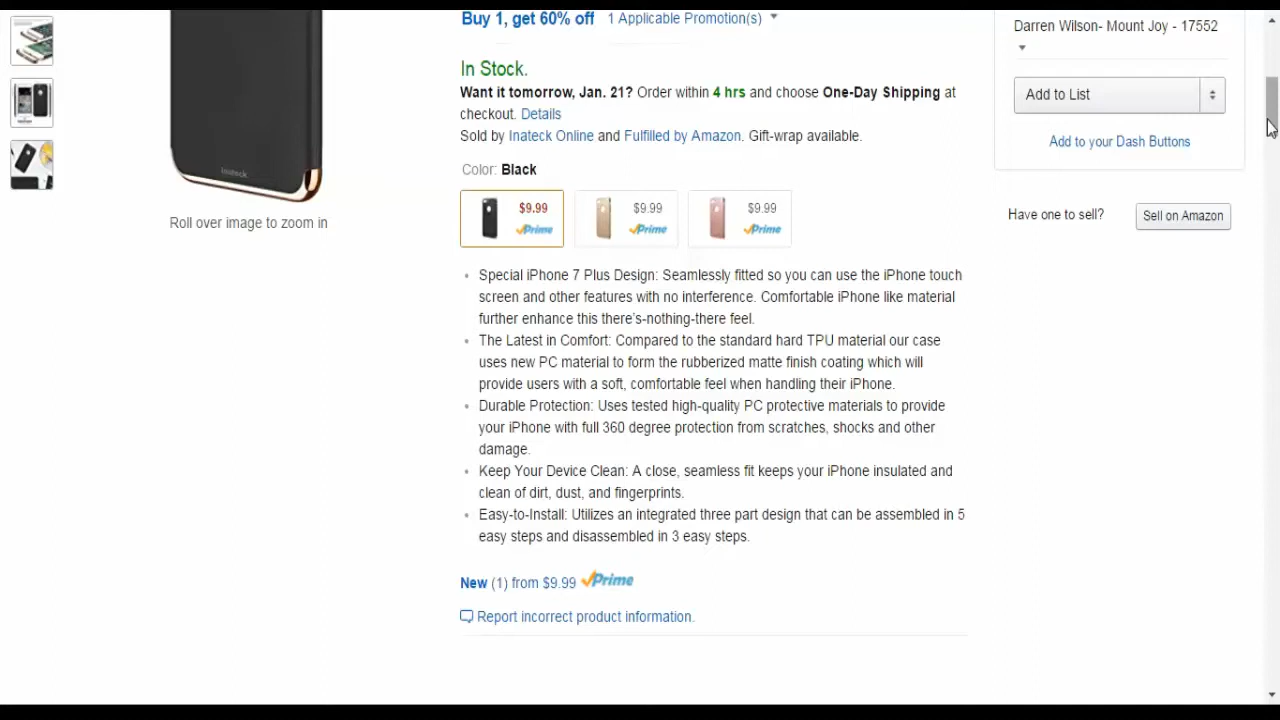 Buy 1, get 60% off 1 Applicable Promotion(s)
In Stock.
Want it tomorrow, Jan. 21? Order within 4 hrs and choose One-Day Shipping at
checkout. Details
Sold by Inateck Online and Fulfilled by Amazon. Gift-wrap available.
Color: Black
$9.99 Prime
$9.99 Prime
$9.99 Prime
Inateck
Roll over image to zoom in
• Special iPhone 7 Plus Design: Seamlessly fitted so you can use the iPhone touch
screen and other features with no interference. Comfortable iPhone like material
further enhance this there's-nothing-there feel.
• The Latest in Comfort: Compared to the standard hard TPU material our case
uses new PC material to form the rubberized matte finish coating which will
provide users with a soft, comfortable feel when handling their iPhone.
• Durable Protection: Uses tested high-quality PC protective materials to provide
your iPhone with full 360 degree protection from scratches, shocks and other
damage.
• Keep Your Device Clean: A close, seamless fit keeps your iPhone insulated and
clean of dirt, dust, and fingerprints.
• Easy-to-Install: Utilizes an integrated three part design that can be assembled in 5
easy steps and disassembled in 3 easy steps.
New (1) from $9.99 Prime
Report incorrect product information.
Darren Wilson- Mount Joy - 17552
Add to List
Add to your Dash Buttons
Have one to sell? Sell on Amazon